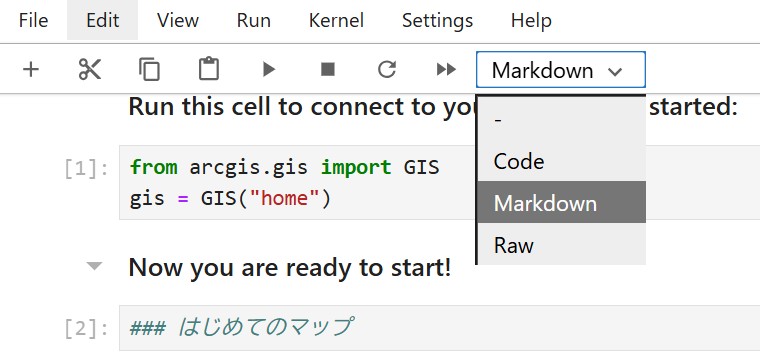 File Edit View Run Kernel Settings H
Markdown
Run this cell to connect to you started:
-
Code
Markdown
Raw
[1]: from arcgis.gis import GIS
gis = GIS("home")
Now you are ready to start!
[2]: ### はじめてのマップ